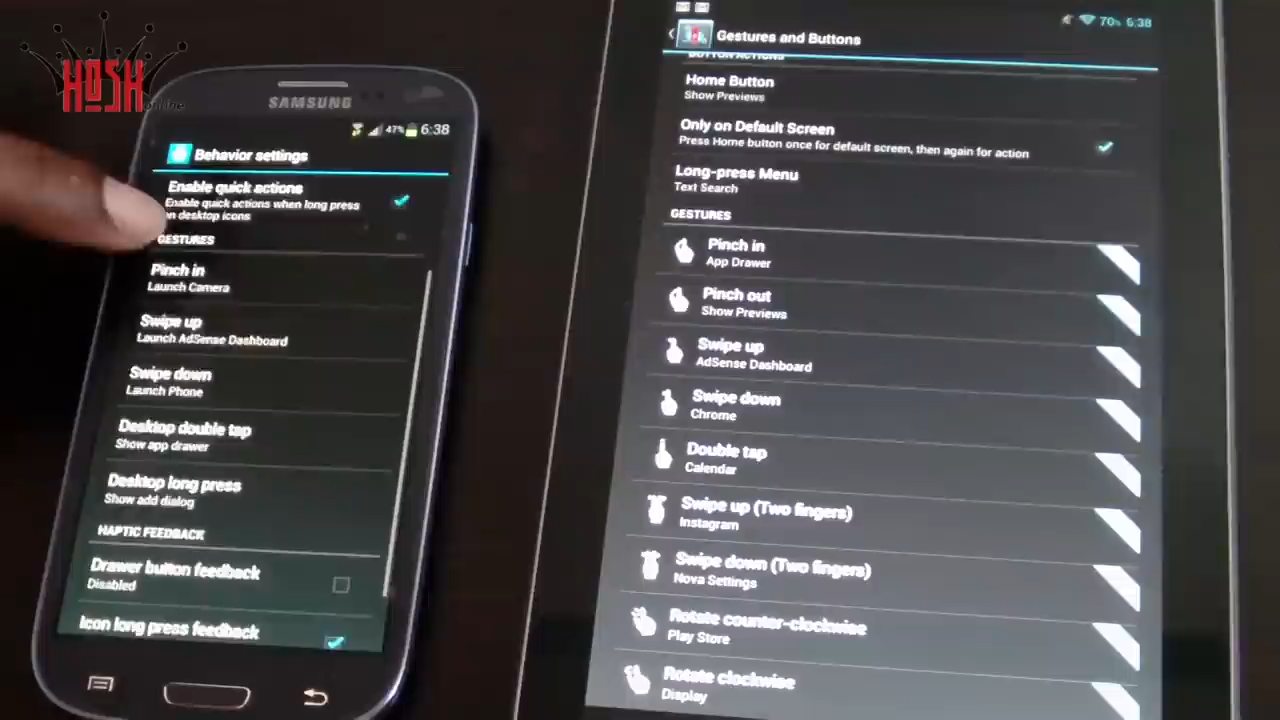 HOSH
online
SAMSUNG
47% 6:38
Behavior settings
Enable quick actions
Enable quick actions when long press
on desktop icons
GESTURES
Pinch in
Launch Camera
Swipe up
Launch AdSense Dashboard
Swipe down
Launch Phone
Desktop double tap
Show app drawer
Desktop long press
Show add dialog
HAPTIC FEEDBACK
Drawer button feedback
Disabled
Icon long press feedback
70% 6:38
Gestures and Buttons
BUTTON ACTIONS
Home Button
Show Previews
Only on Default Screen
Press Home button once for default screen, then again for action
Long-press Menu
Text Search
GESTURES
Pinch in
App Drawer
Pinch out
Show Previews
Swipe up
AdSense Dashboard
Swipe down
Chrome
Double tap
Calendar
Swipe up (Two fingers)
Instagram
Swipe down (Two fingers)
Nova Settings
Rotate counter-clockwise
Play Store
Rotate clockwise
Display